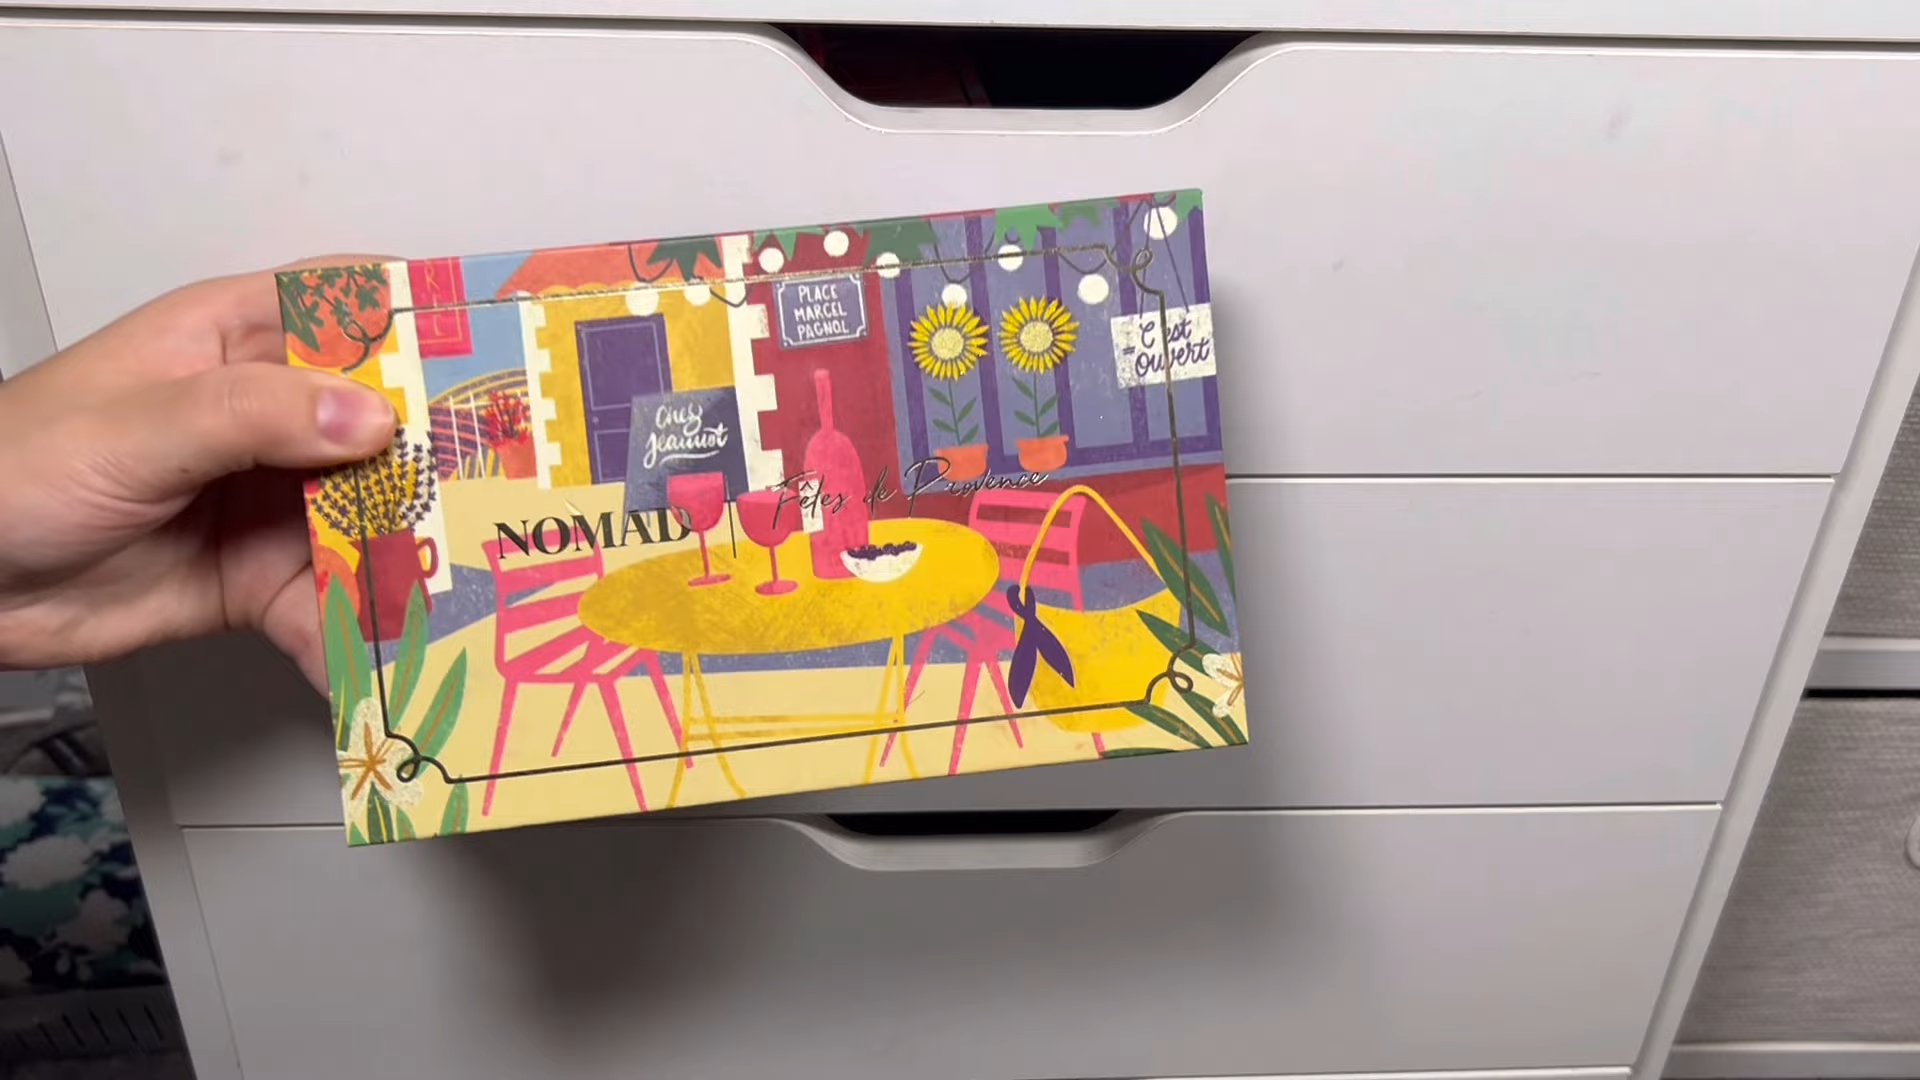 PLACE
MARCEL
PAGNOL
C'est
Ouvert
Chez
Jeannot
NOMAD
Fêtes de Provence